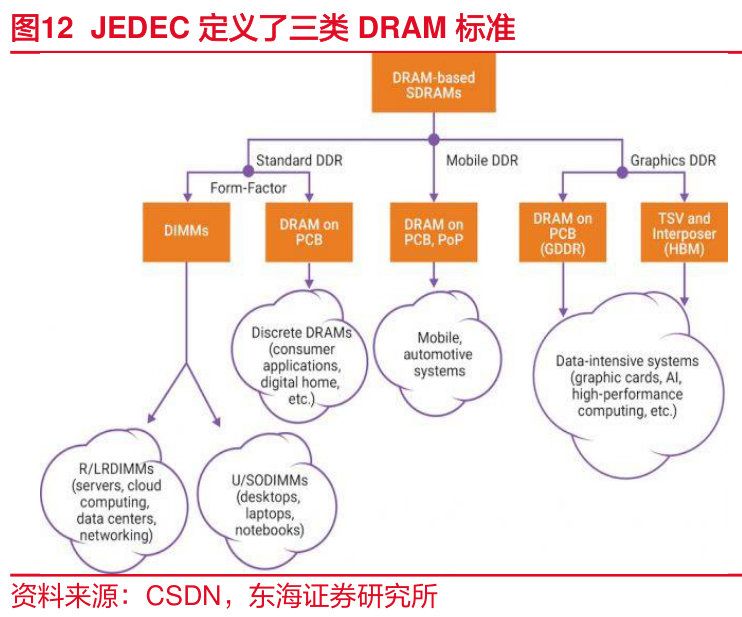 图12 JEDEC 定义了三类 DRAM 标准
DRAM-based
SDRAMs
Standard DDR
Mobile DDR
Graphics DDR
Form-Factor
DIMMs
DRAM on
PCB
DRAM on
PCB, PoP
DRAM on
PCB
(GDDR)
TSV and
Interposer
(HBM)
Discrete DRAMs
(consumer
applications,
digital home,
etc.)
Mobile,
automotive
systems
Data-intensive systems
(graphic cards, AI,
high-performance
computing, etc.)
R/LRDIMMs
(servers, cloud
computing,
data centers,
networking)
U/SODIMMs
(desktops,
laptops,
notebooks)
资料来源：CSDN，东海证券研究所